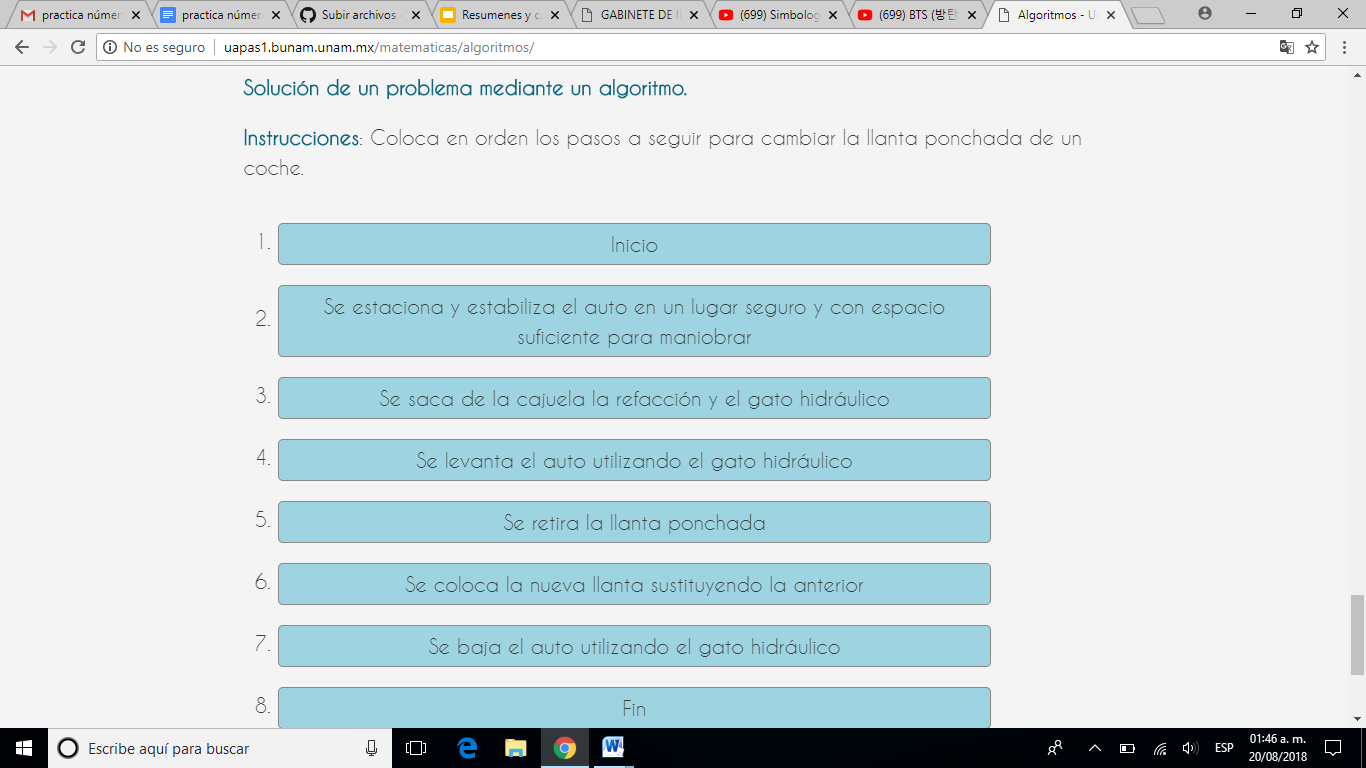 practica númer
practica númer
Subir archivos
Resumenes y c
GABINETE DE I
(699) Simbolog
(699) BTS (방탄
Algoritmos - U
No es seguro
uapas1.bunam.unam.mx/matematicas/algoritmos/
Solución de un problema mediante un algoritmo.
Instrucciones: Coloca en orden los pasos a seguir para cambiar la llanta ponchada de un
coche.
1. Inicio
2. Se estaciona y estabiliza el auto en un lugar seguro y con espacio
suficiente para maniobrar
3. Se saca de la cajuela la refacción y el gato hidráulico
4. Se levanta el auto utilizando el gato hidráulico
5. Se retira la llanta ponchada
6. Se coloca la nueva llanta sustituyendo la anterior
7. Se baja el auto utilizando el gato hidráulico
8. Fin
Escribe aquí para buscar
ESP
01:46 a. m.
20/08/2018